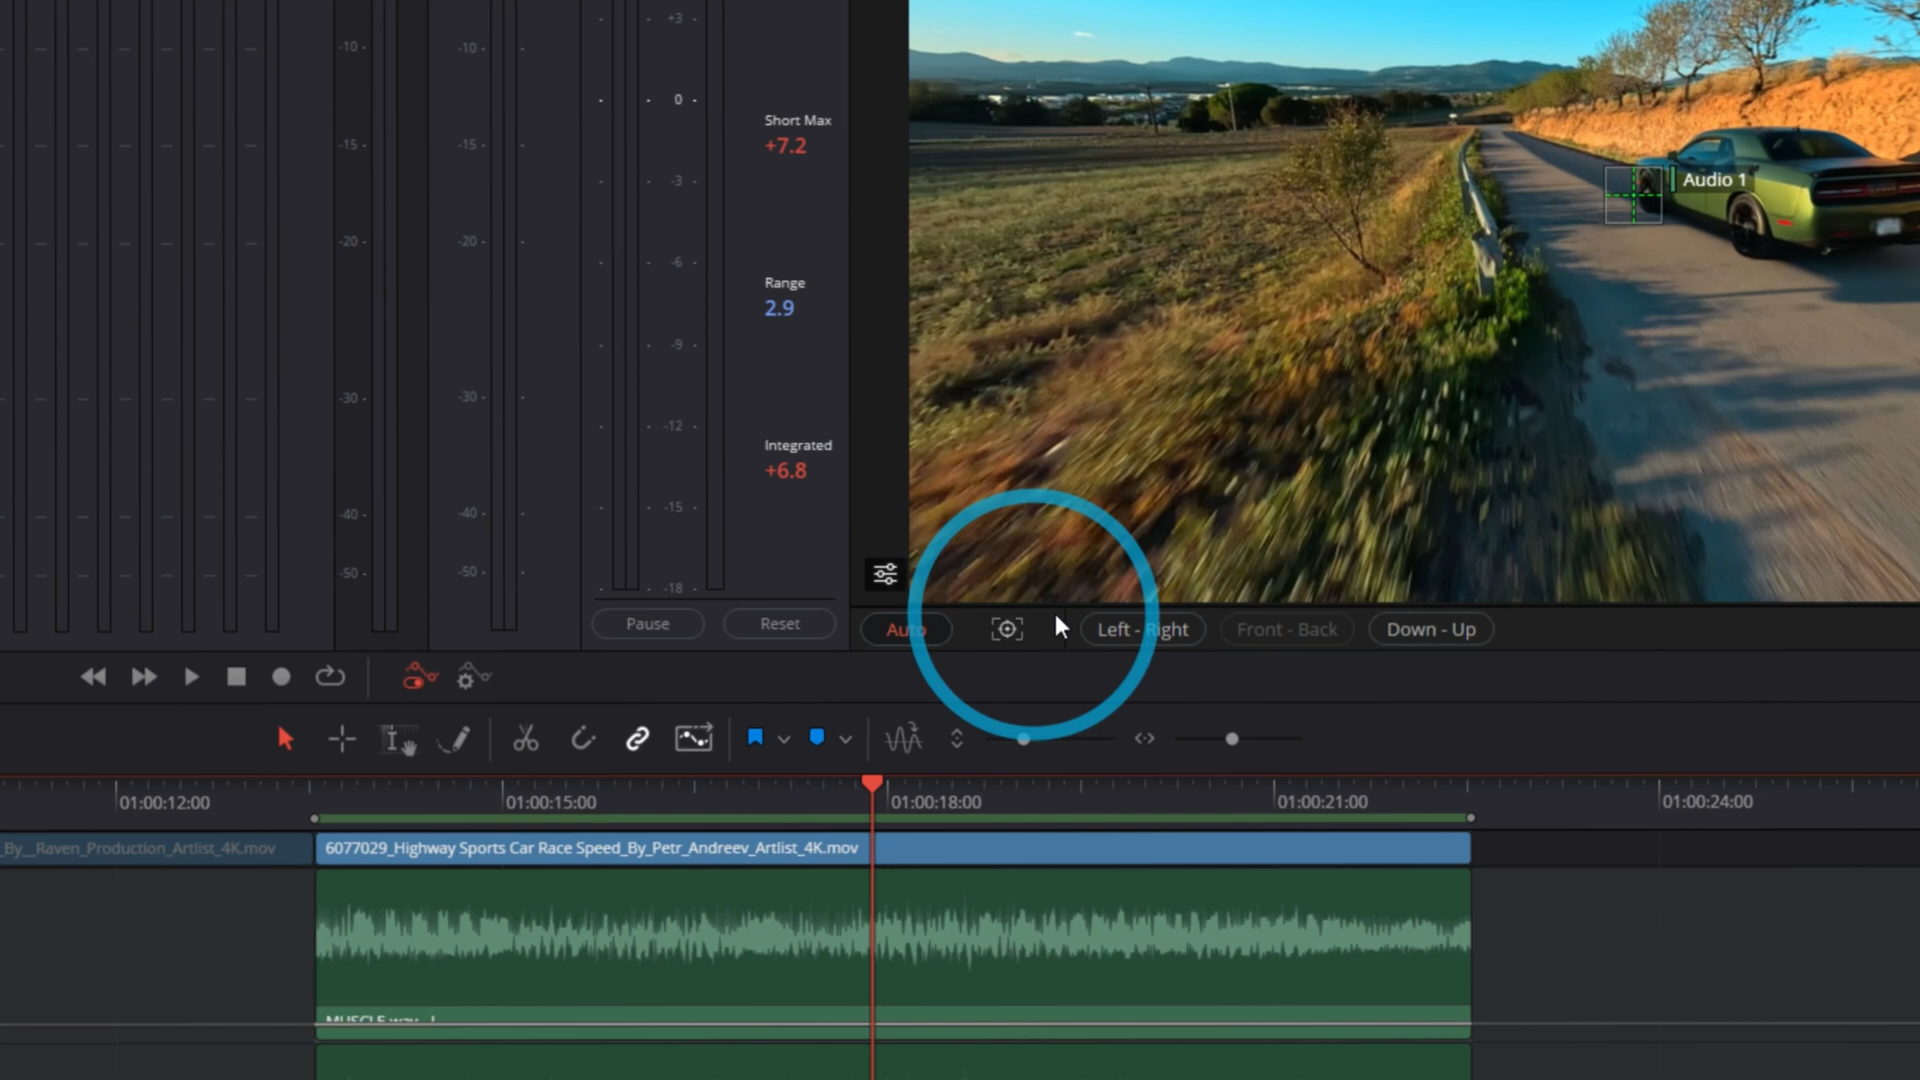 -10 -
-10 -
+3 -
-15 -
-15 -
0 -
-20 -
-20 -
-3 -
-30 -
-30 -
-6 -
-40 -
-40 -
-9 -
-50 -
-50 -
-12 -
-15 -
-18 -
Short Max
+7.2
Range
2.9
Integrated
+6.8
Pause
Reset
Audio 1
Auto
Left - Right
Front - Back
Down - Up
01:00:12:00
01:00:15:00
01:00:18:00
01:00:21:00
01:00:24:00
_By__Raven_Production_Artlist_4K.mov
6077029_Highway Sports Car Race Speed_By_Petr_Andreev_Artlist_4K.mov